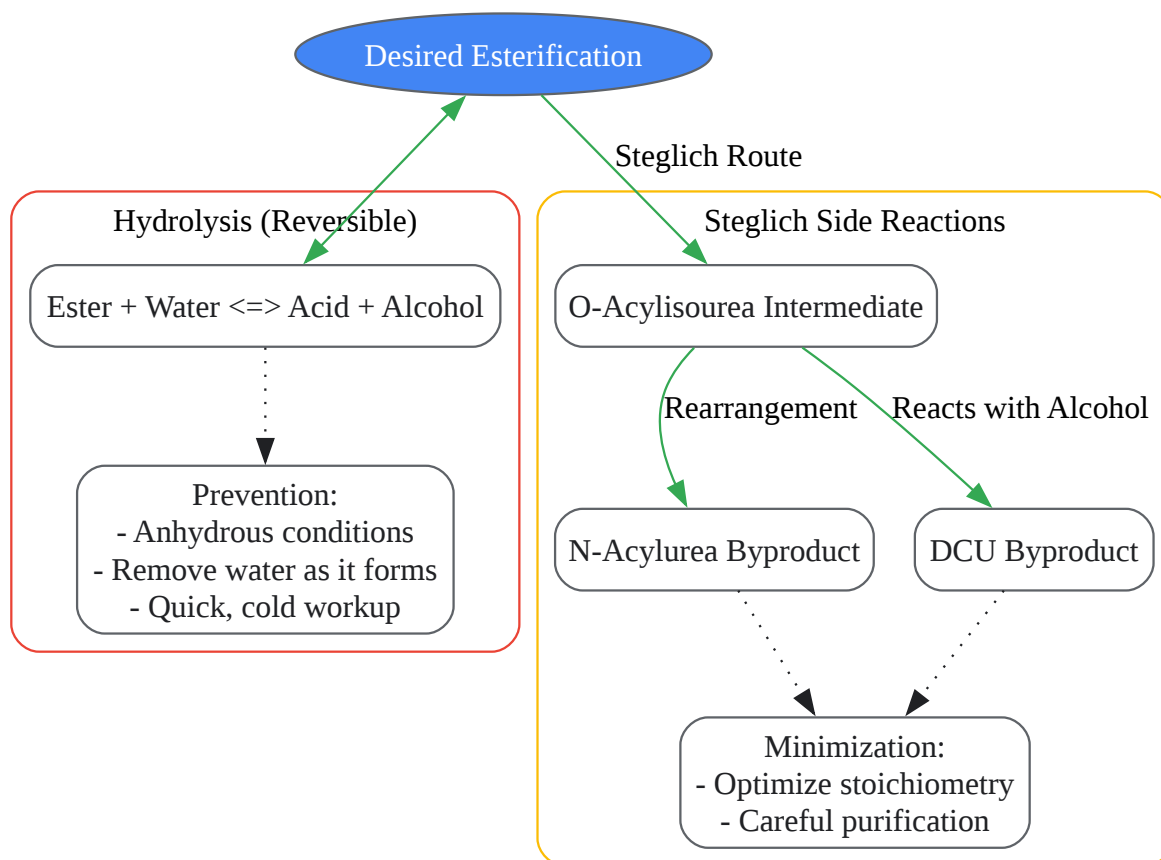 Desired Esterification
Steglich Route
Hydrolysis (Reversible)
Ester + Water <=> Acid + Alcohol
Prevention:
- Anhydrous conditions
- Remove water as it forms
- Quick, cold workup
Steglich Side Reactions
O-Acylisourea Intermediate
Rearrangement
Reacts with Alcohol
N-Acylurea Byproduct
DCU Byproduct
Minimization:
- Optimize stoichiometry
- Careful purification